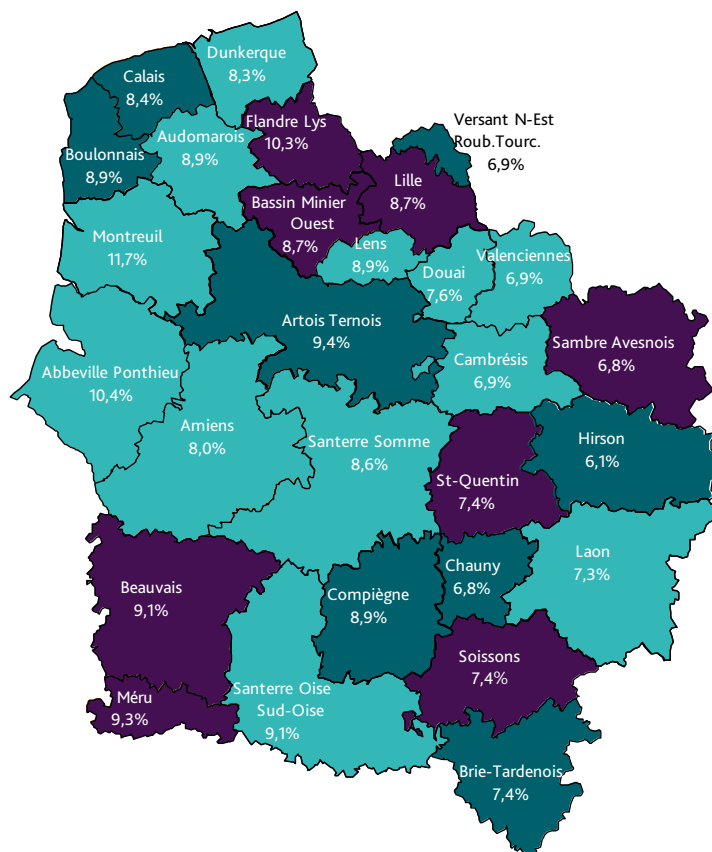 Dunkerque
8,3%
Calais
8,4%
Flandre Lys
10,3%
Versant N-Est
Roub.Tourc.
6,9%
Audomarois
8,9%
Boulonnais
8,9%
Lille
8,7%
Bassin Minier
Ouest
8,7%
Montreuil
11,7%
Lens
8,9%
Douai
7,6%
Valenciennes
6,9%
Artois Ternois
9,4%
Sambre Avesnois
6,8%
Cambrésis
6,9%
Abbeville Ponthieu
10,4%
Amiens
8,0%
Santerre Somme
8,6%
Hirson
6,1%
St-Quentin
7,4%
Laon
7,3%
Chauny
6,8%
Beauvais
9,1%
Compiègne
8,9%
Soissons
7,4%
Méru
9,3%
Santerre Oise
Sud-Oise
9,1%
Brie-Tardenois
7,4%